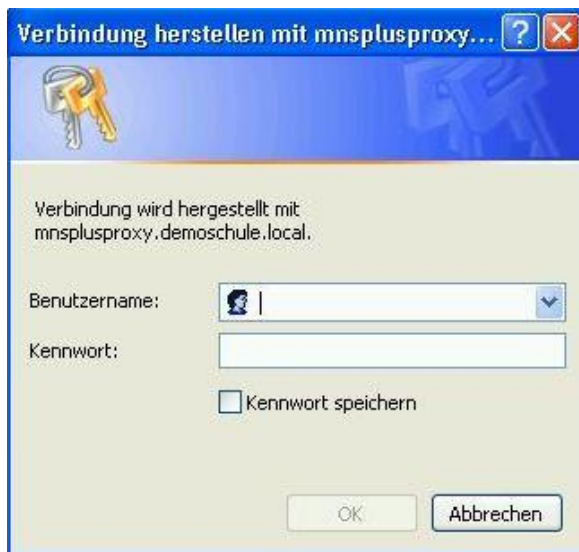 Verbindung herstellen mit mnsplusproxy...
Verbindung wird hergestellt mit
mnsplusproxy.demoschule.local.
Benutzername:
Kennwort:
Kennwort speichern
OK
Abbrechen